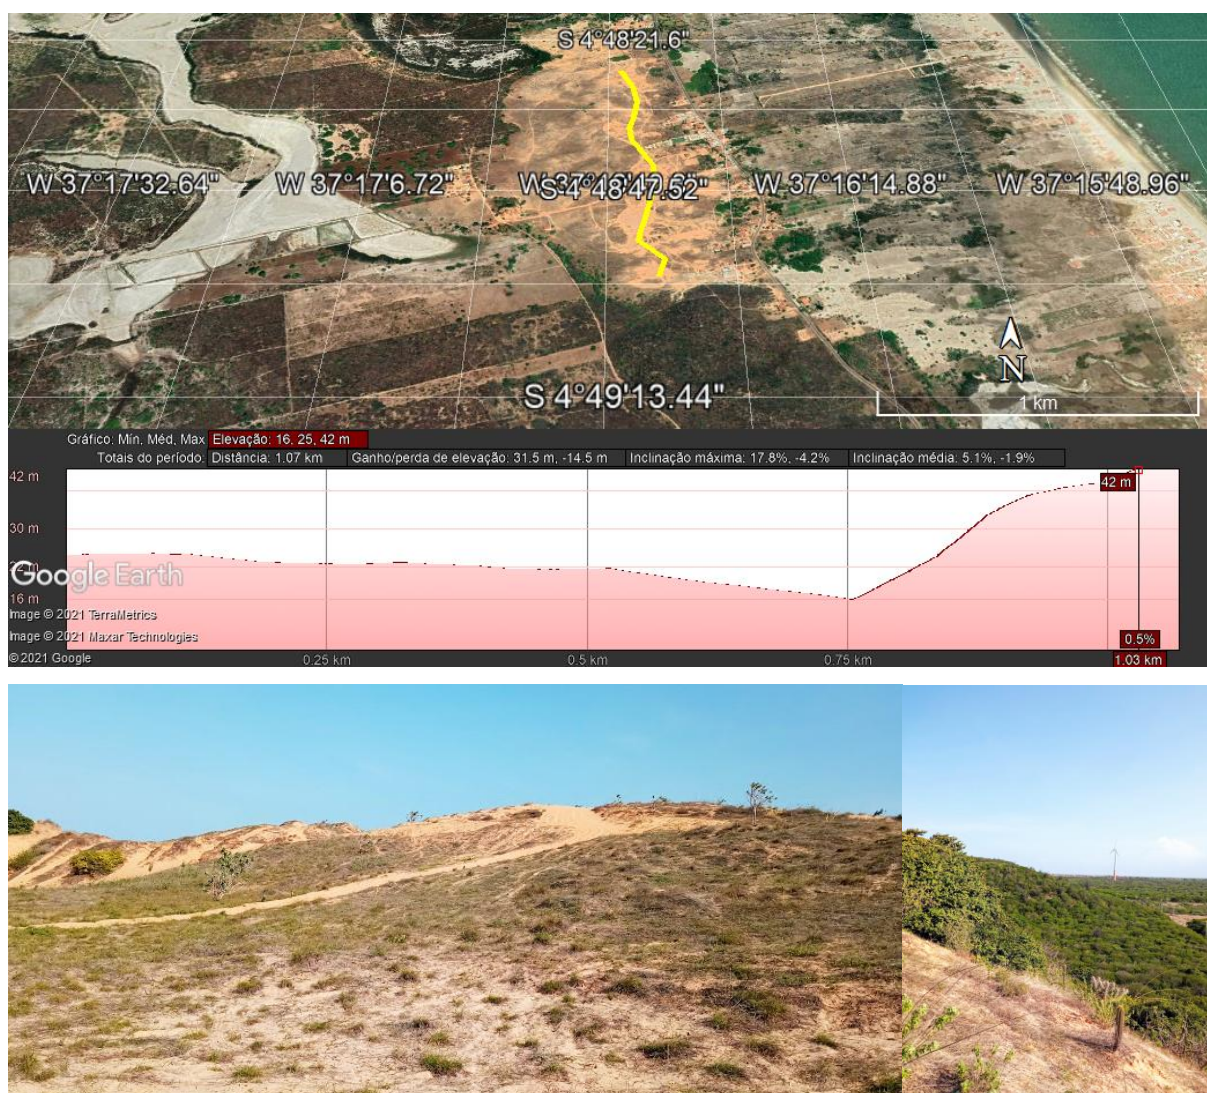 S 4°48'21.6"
W 37°17'32.64"
W 37°17'6.72"
S 4°48'47.52"
W 37°16'14.88"
W 37°15'48.96"
N
S 4°49'13.44"
1 km
Gráfico: Mín, Méd, Max Elevação: 16, 25, 42 m
Totais do período: Distância: 1.07 km Ganho/perda de elevação: 31.5 m, -14.5 m Inclinação máxima: 17.8%, -4.2% Inclinação média: 5.1%, -1.9%
42 m
42 m
30 m
Google Earth
16 m
Image © 2021 TerraMetrics
Image © 2021 Maxar Technologies
© 2021 Google
0.5%
0.25 km
0.5 km
0.75 km
1.03 km